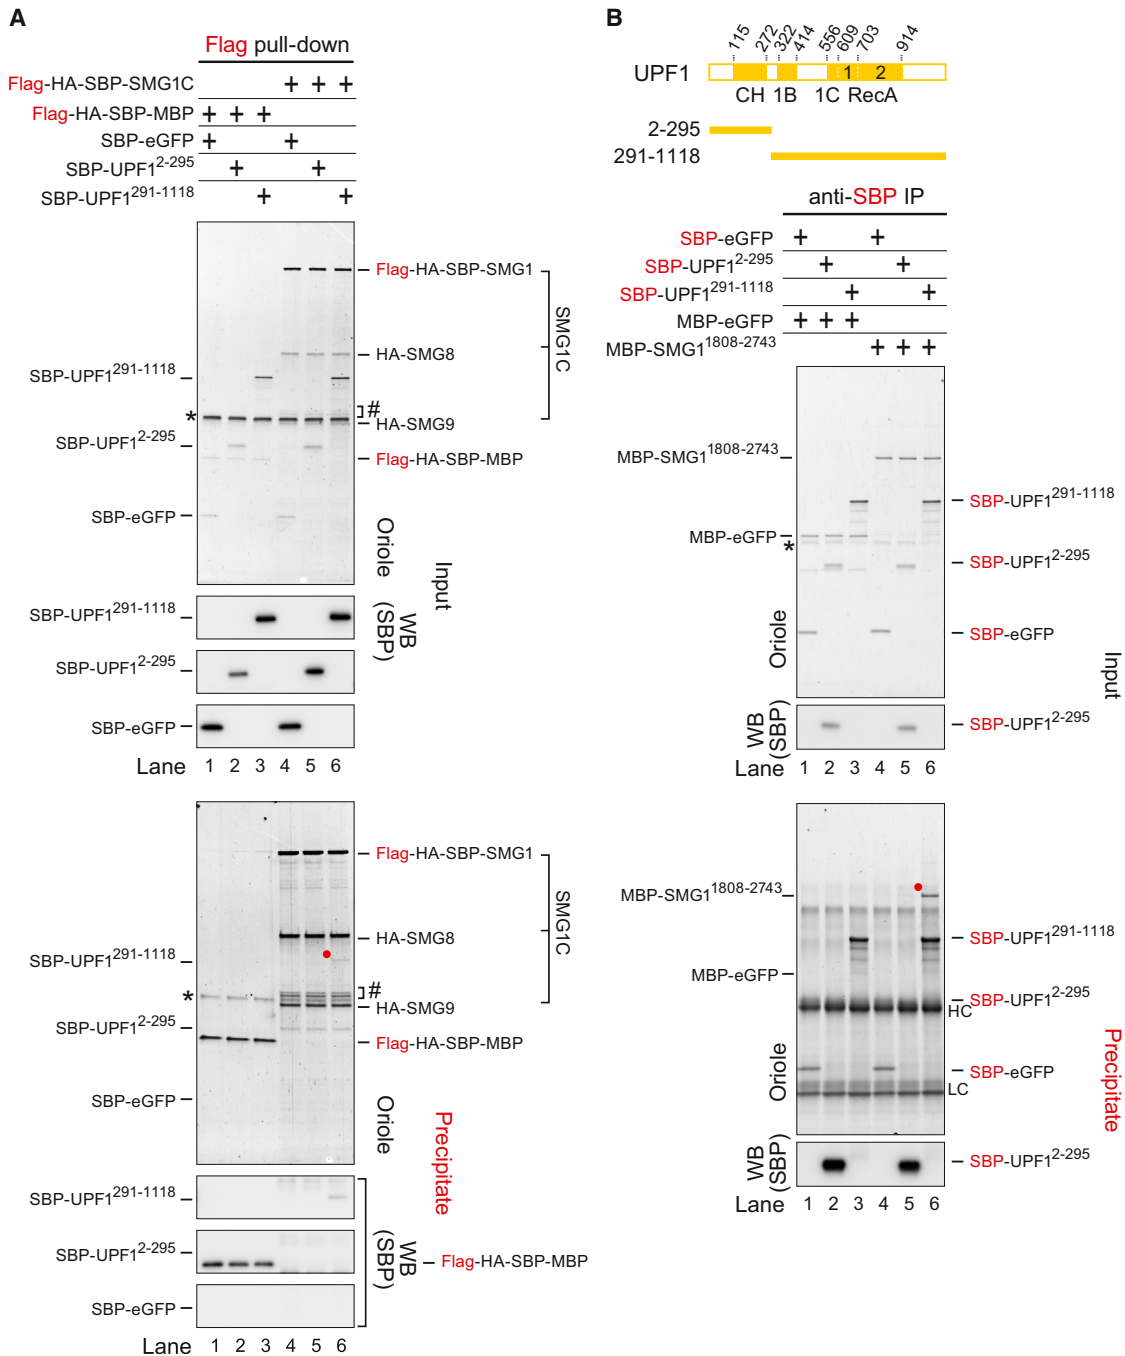 A
Flag pull-down
Flag-HA-SBP-SMG1C + + +
Flag-HA-SBP-MBP + + +
SBP-eGFP + +
SBP-UPF1 2-295 + +
SBP-UPF1 291-1118 + +
Flag-HA-SBP-SMG1
HA-SMG8
SMG1C
SBP-UPF1 291-1118
#
*
HA-SMG9
SBP-UPF1 2-295
Flag-HA-SBP-MBP
SBP-eGFP
Oriole
Input
SBP-UPF1 291-1118
SBP-UPF1 2-295
SBP-eGFP
WB (SBP)
Lane 1 2 3 4 5 6
Flag-HA-SBP-SMG1
HA-SMG8
SMG1C
SBP-UPF1 291-1118
#
*
HA-SMG9
SBP-UPF1 2-295
Flag-HA-SBP-MBP
SBP-eGFP
Oriole
Precipitate
SBP-UPF1 291-1118
SBP-UPF1 2-295
SBP-eGFP
WB (SBP)
Flag-HA-SBP-MBP
Lane 1 2 3 4 5 6
B
115 272 322 414 556 609 703 914
UPF1 1 2
CH 1B 1C RecA
2-295
291-1118
anti-SBP IP
SBP-eGFP + +
SBP-UPF1 2-295 + +
SBP-UPF1 291-1118 + +
MBP-eGFP + + +
MBP-SMG1 1808-2743 + + +
MBP-SMG1 1808-2743
SBP-UPF1 291-1118
MBP-eGFP
*
SBP-UPF1 2-295
SBP-eGFP
Oriole
Input
WB (SBP)
SBP-UPF1 2-295
Lane 1 2 3 4 5 6
MBP-SMG1 1808-2743
SBP-UPF1 291-1118
MBP-eGFP
SBP-UPF1 2-295
HC
SBP-eGFP
LC
Oriole
Precipitate
WB (SBP)
SBP-UPF1 2-295
Lane 1 2 3 4 5 6